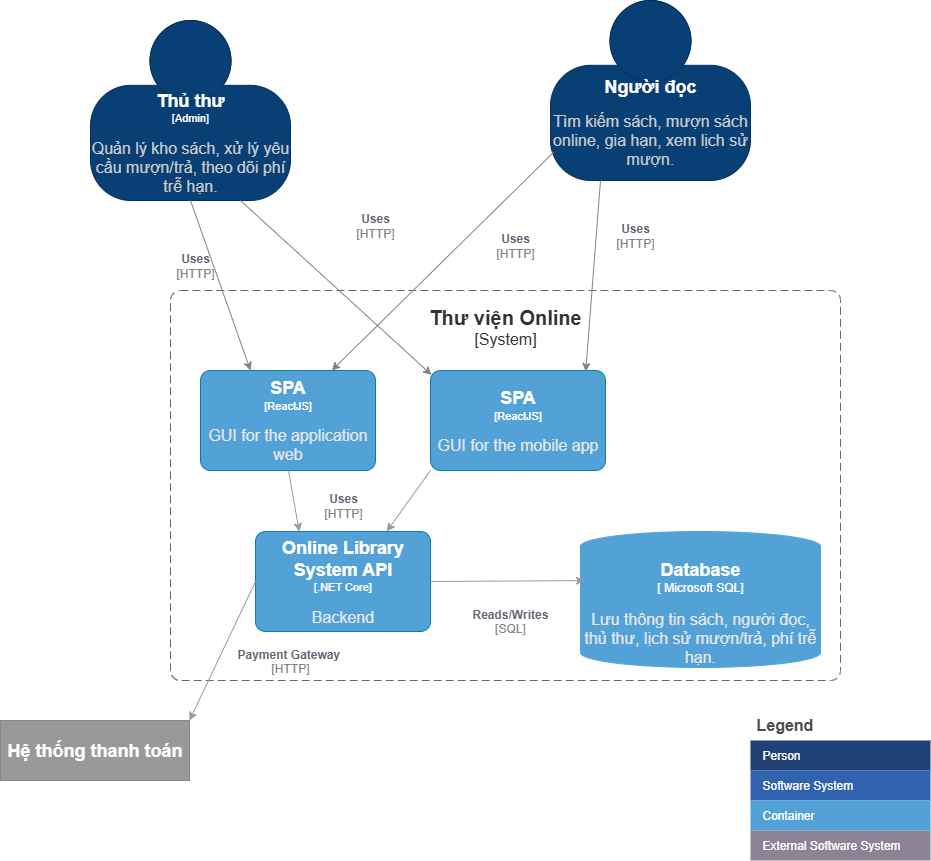 Thủ thư
[Admin]
Quản lý kho sách, xử lý yêu
cầu mượn/trả, theo dõi phí
trễ hạn.
Người đọc
Tìm kiếm sách, mượn sách
online, gia hạn, xem lịch sử
mượn.
Uses
[HTTP]
Uses
[HTTP]
Uses
[HTTP]
Uses
[HTTP]
Thư viện Online
[System]
SPA
[ReactJS]
GUI for the application
web
SPA
[ReactJS]
GUI for the mobile app
Uses
[HTTP]
Online Library
System API
[.NET Core]
Backend
Database
[ Microsoft SQL]
Lưu thông tin sách, người đọc,
thủ thư, lịch sử mượn/trả, phí trễ
hạn.
Reads/Writes
[SQL]
Payment Gateway
[HTTP]
Hệ thống thanh toán
Legend
Person
Software System
Container
External Software System